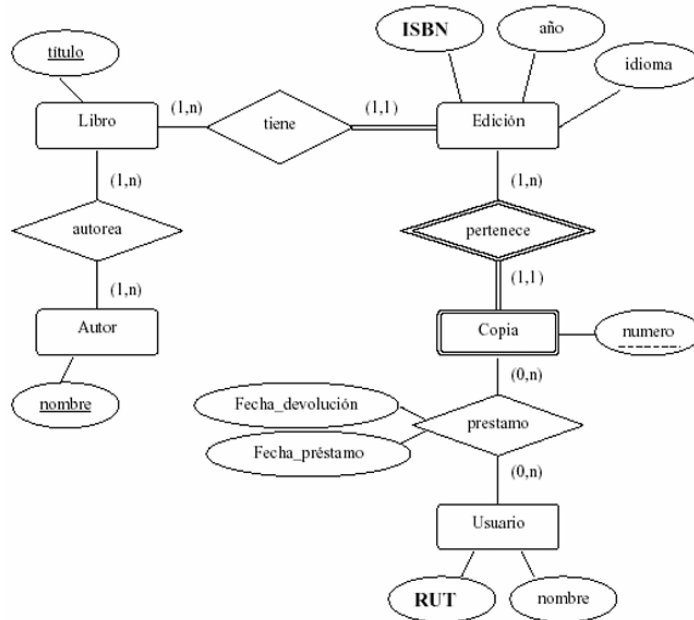 ISBN
año
título
idioma
Libro
(1,n)
tiene
(1,1)
Edición
(1,n)
(1,n)
autorea
pertenece
(1,n)
(1,1)
Autor
Copia
numero
nombre
(0,n)
Fecha_devolución
prestamo
Fecha_préstamo
(0,n)
Usuario
RUT
nombre